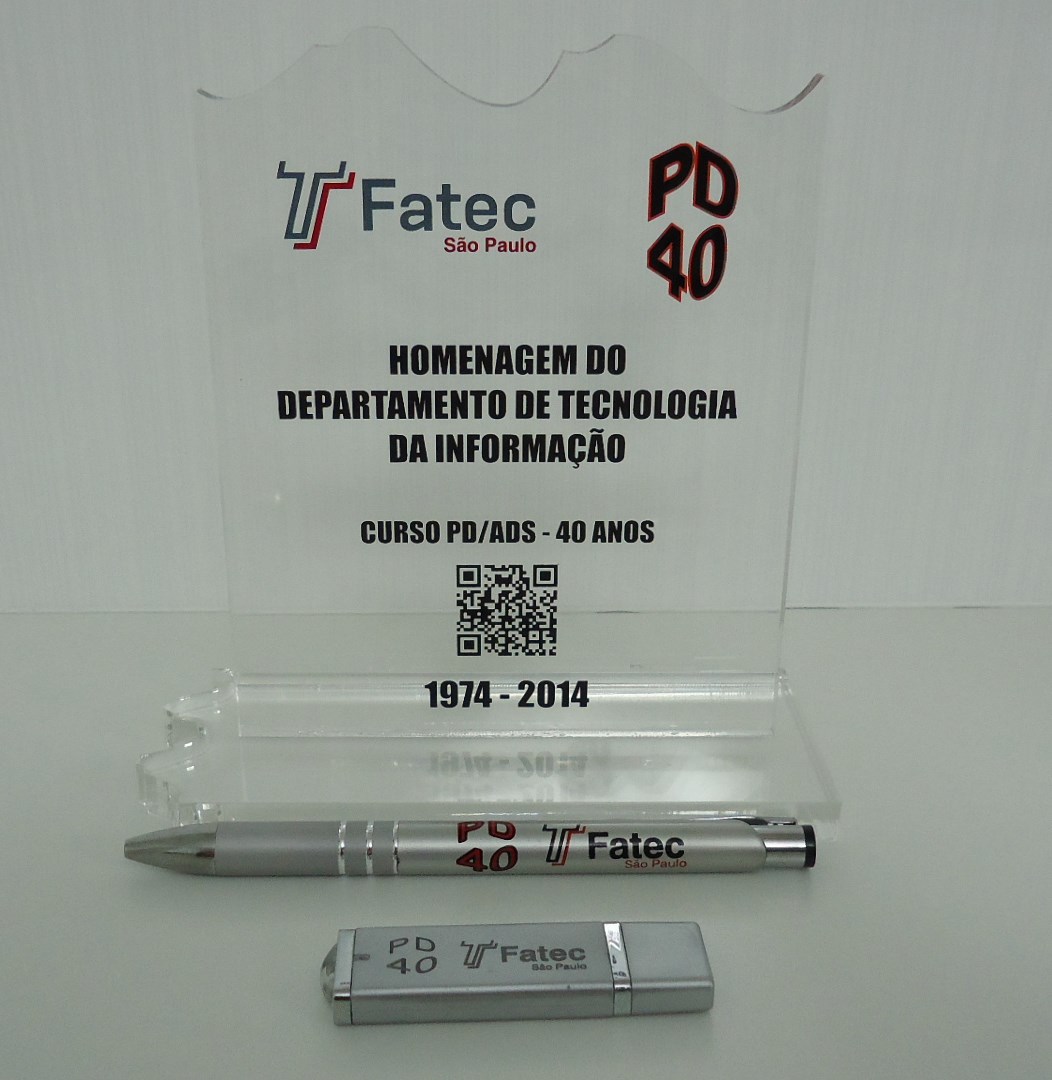 Fatec
São Paulo
PD
40
HOMENAGEM DO
DEPARTAMENTO DE TECNOLOGIA
DA INFORMAÇÃO
CURSO PD/ADS - 40 ANOS
1974 - 2014
PD
40
Fatec
São Paulo
PD
40
Fatec
São Paulo